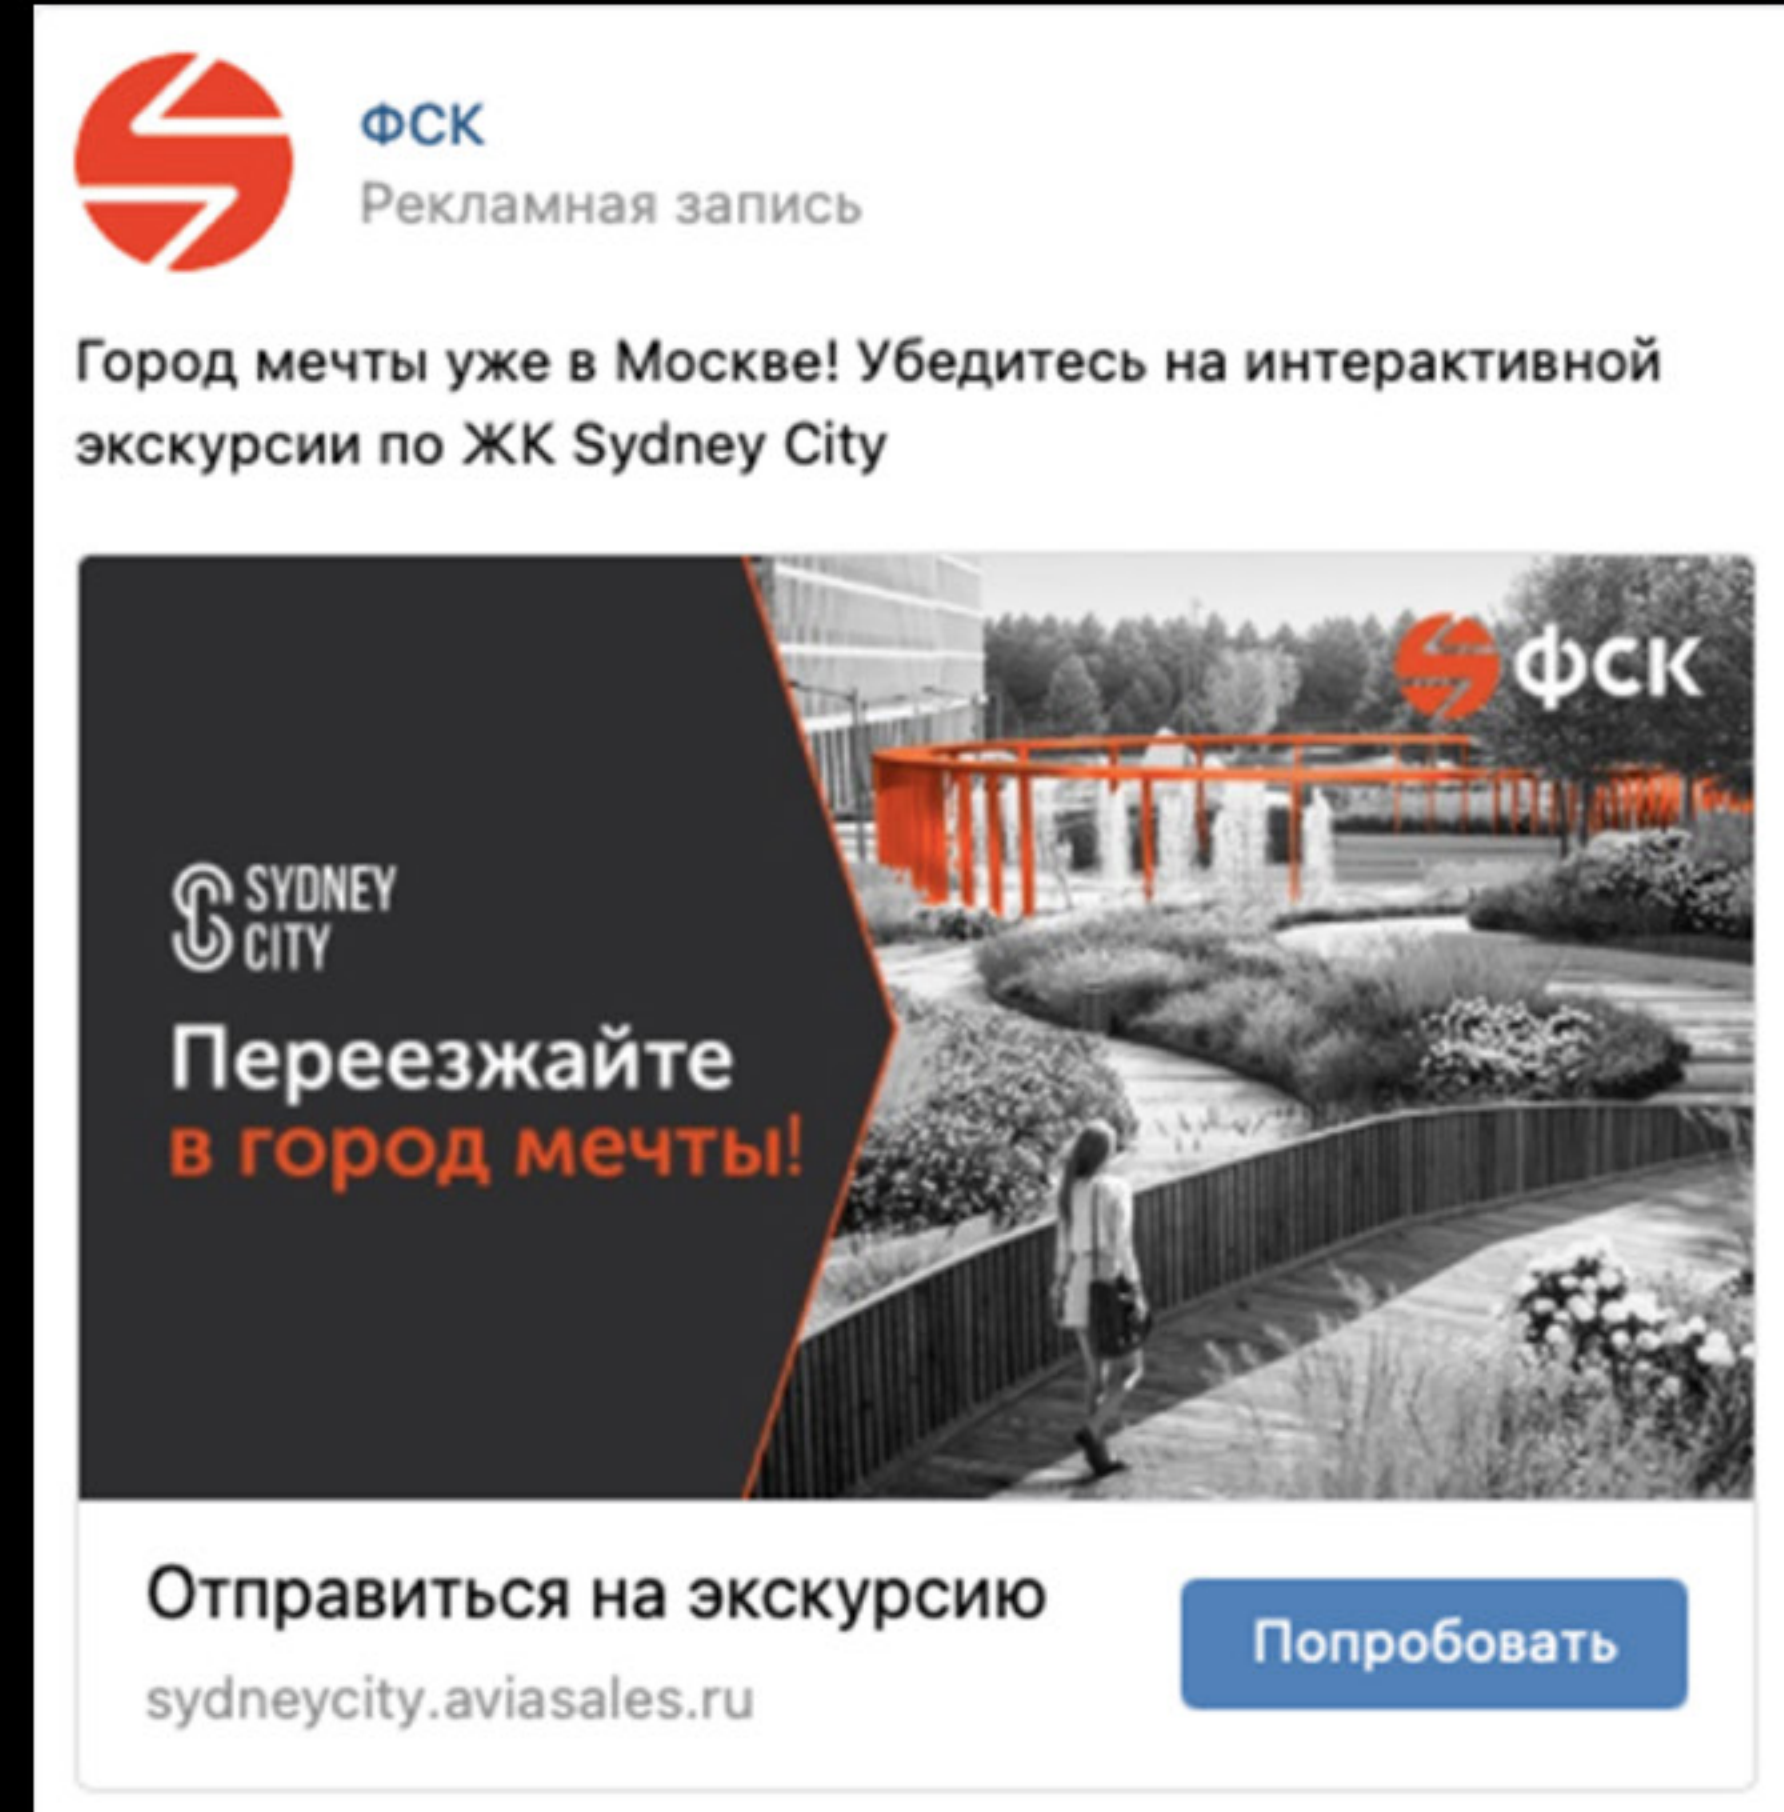 ФСК
Рекламная запись
Город мечты уже в Москве! Убедитесь на интерактивной
экскурсии по ЖК Sydney City
ФСК
SYDNEY
CITY
Переезжайте
в город мечты!
Отправиться на экскурсию
Попробовать
sydneycity.aviasales.ru